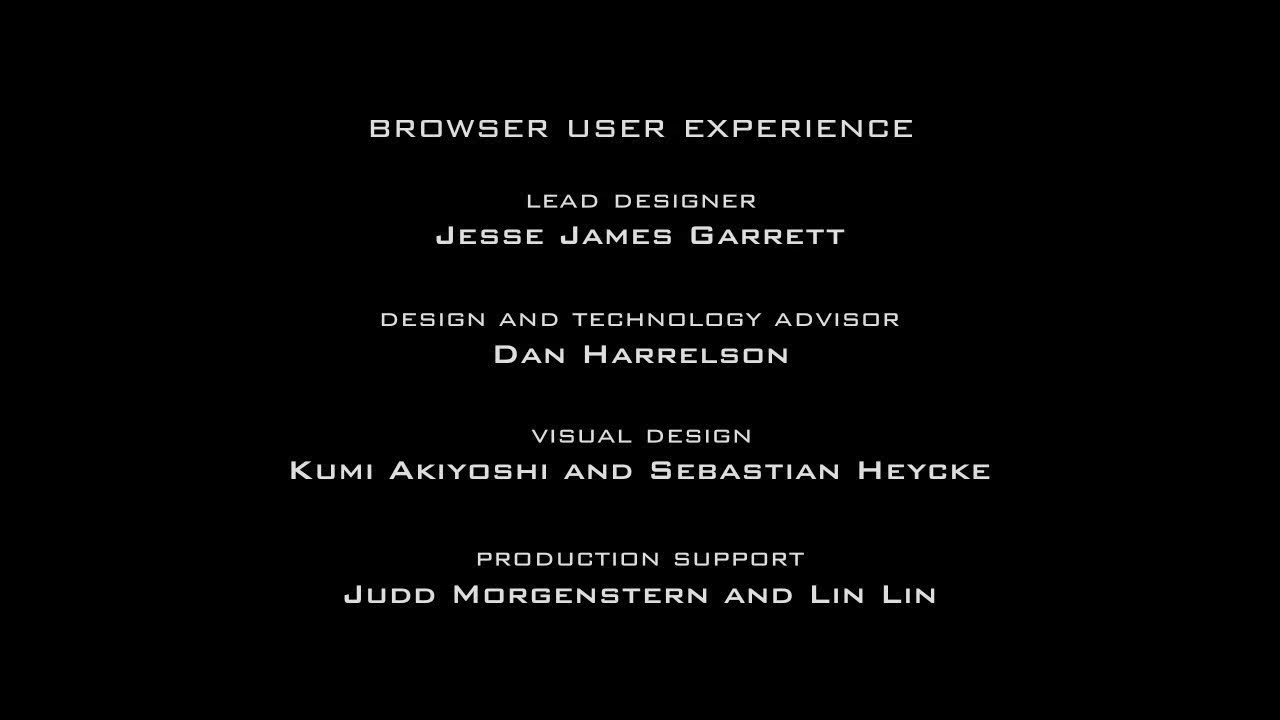 BROWSER USER EXPERIENCE
LEAD DESIGNER
JESSE JAMES GARRETT
DESIGN AND TECHNOLOGY ADVISOR
DAN HARRELSON
VISUAL DESIGN
KUMI AKIYOSHI AND SEBASTIAN HEYCKE
PRODUCTION SUPPORT
JUDD MORGENSTERN AND LIN LIN